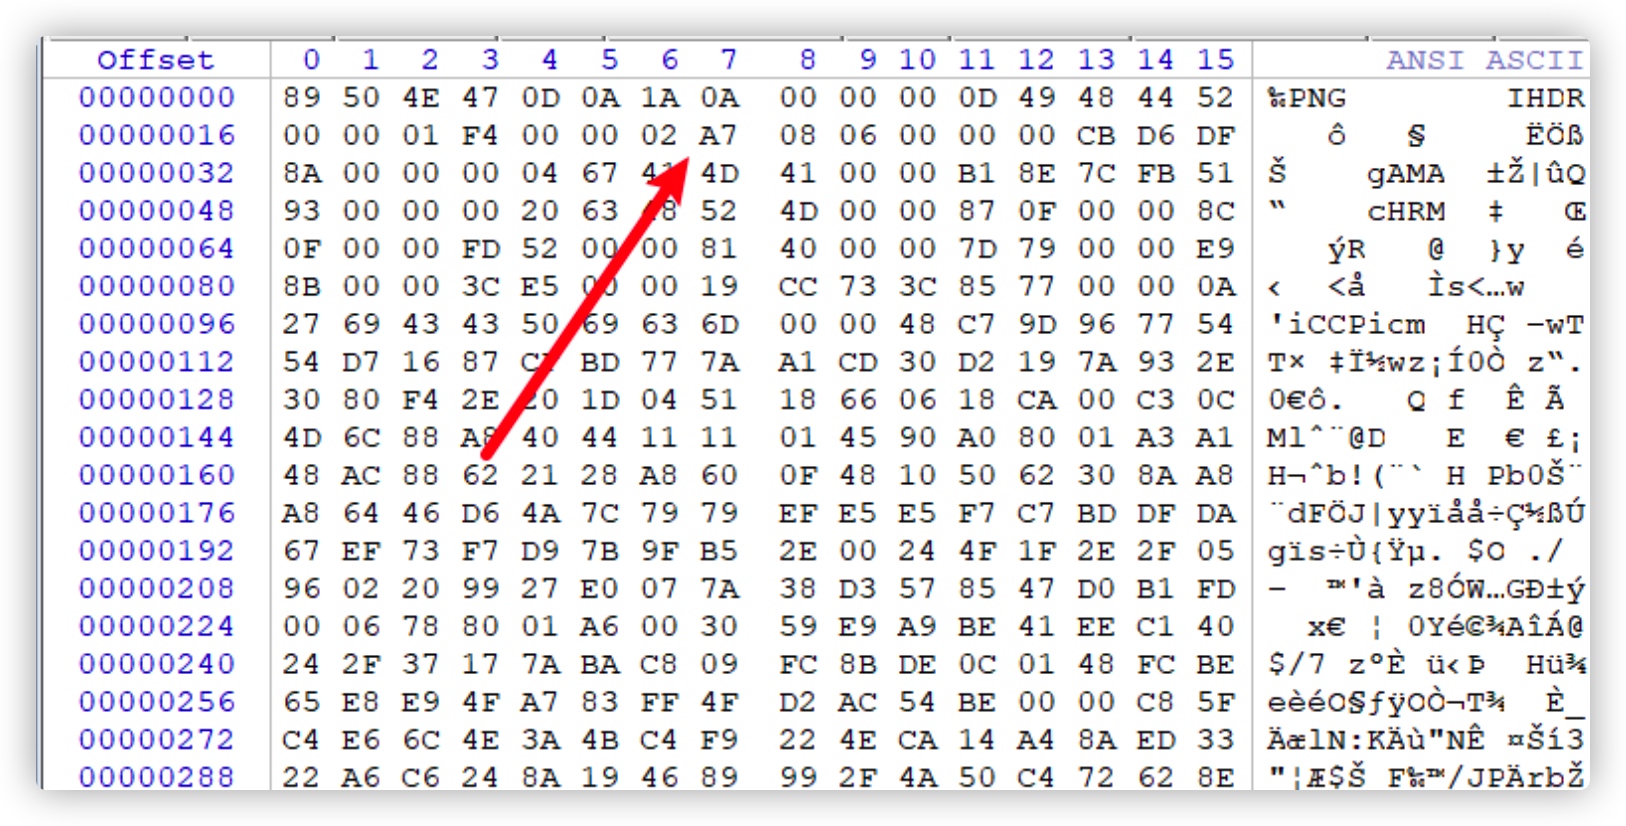 Offset 0 1 2 3 4 5 6 7 8 9 10 11 12 13 14 15 ANSI ASCII
00000000 89 50 4E 47 0D 0A 1A 0A 00 00 00 0D 49 48 44 52 ‰PNG IHDR
00000016 00 00 01 F4 00 00 02 A7 08 06 00 00 00 CB D6 DF ô § ËÖß
00000032 8A 00 00 00 04 67 41 4D 41 00 00 B1 8E 7C FB 51 Š gAMA ±Ž|ûQ
00000048 93 00 00 00 20 63 48 52 4D 00 00 87 0F 00 00 8C “ cHRM ‡ Œ
00000064 0F 00 00 FD 52 00 00 81 40 00 00 7D 79 00 00 E9 ýR @ }y é
00000080 8B 00 00 3C E5 00 00 19 CC 73 3C 85 77 00 00 0A ‹ <å Ìs<…w
00000096 27 69 43 43 50 69 63 6D 00 00 48 C7 9D 96 77 54 'iCCPicm HÇ –wT
00000112 54 D7 16 87 CF BD 77 7A A1 CD 30 D2 19 7A 93 2E T× ‡Ï½wz¡Í0Ò z“.
00000128 30 80 F4 2E 20 1D 04 51 18 66 06 18 CA 00 C3 0C 0€ô. Q f Ê Ã
00000144 4D 6C 88 A8 40 44 11 11 01 45 90 A0 80 01 A3 A1 Mlˆ¨@D E € £¡
00000160 48 AC 88 62 21 28 A8 60 0F 48 10 50 62 30 8A A8 H¬ˆb!(¨` H Pb0Š¨
00000176 A8 64 46 D6 4A 7C 79 79 EF E5 E5 F7 C7 BD DF DA ¨dFÖJ|yyïåå÷Ç½ßÚ
00000192 67 EF 73 F7 D9 7B 9F B5 2E 00 24 4F 1F 2E 2F 05 gïs÷Ù{Ÿµ. $O ./
00000208 96 02 20 99 27 E0 07 7A 38 D3 57 85 47 D0 B1 FD – ™'à z8ÓW…GÐ±ý
00000224 00 06 78 80 01 A6 00 30 59 E9 A9 BE 41 EE C1 40 x€ ¦ 0Yé©¾AîÁ@
00000240 24 2F 37 17 7A BA C8 09 FC 8B DE 0C 01 48 FC BE $/7 zºÈ ü‹Þ Hü¾
00000256 65 E8 E9 4F A7 83 FF 4F D2 AC 54 BE 00 00 C8 5F eèéO§ƒÿOÒ¬T¾ È_
00000272 C4 E6 6C 4E 3A 4B C4 F9 22 4E CA 14 A4 8A ED 33 ÄælN:KÄù"NÊ ¤Ší3
00000288 22 A6 C6 24 8A 19 46 89 99 2F 4A 50 C4 72 62 8E "¦Æ$Š F‰™/JPÄrbŽ